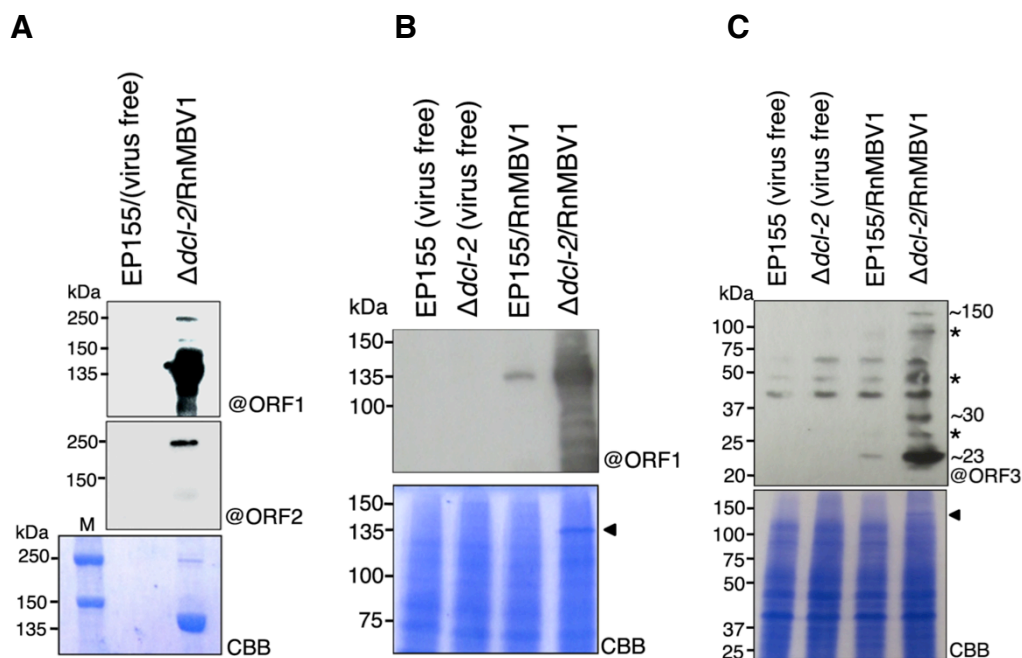 A
B
C
EP155/(virus free)
Δdcl-2/RnMBV1
kDa
250
150
135
@ORF1
250
150
@ORF2
M
kDa
250
150
135
CBB
EP155 (virus free)
Δdcl-2 (virus free)
EP155/RnMBV1
Δdcl-2/RnMBV1
kDa
150
135
100
@ORF1
150
135
100
75
CBB
EP155 (virus free)
Δdcl-2 (virus free)
EP155/RnMBV1
Δdcl-2/RnMBV1
kDa
100
75
50
37
25
20
~150
*
*
~30
*
~23
@ORF3
150
100
75
50
37
25
CBB